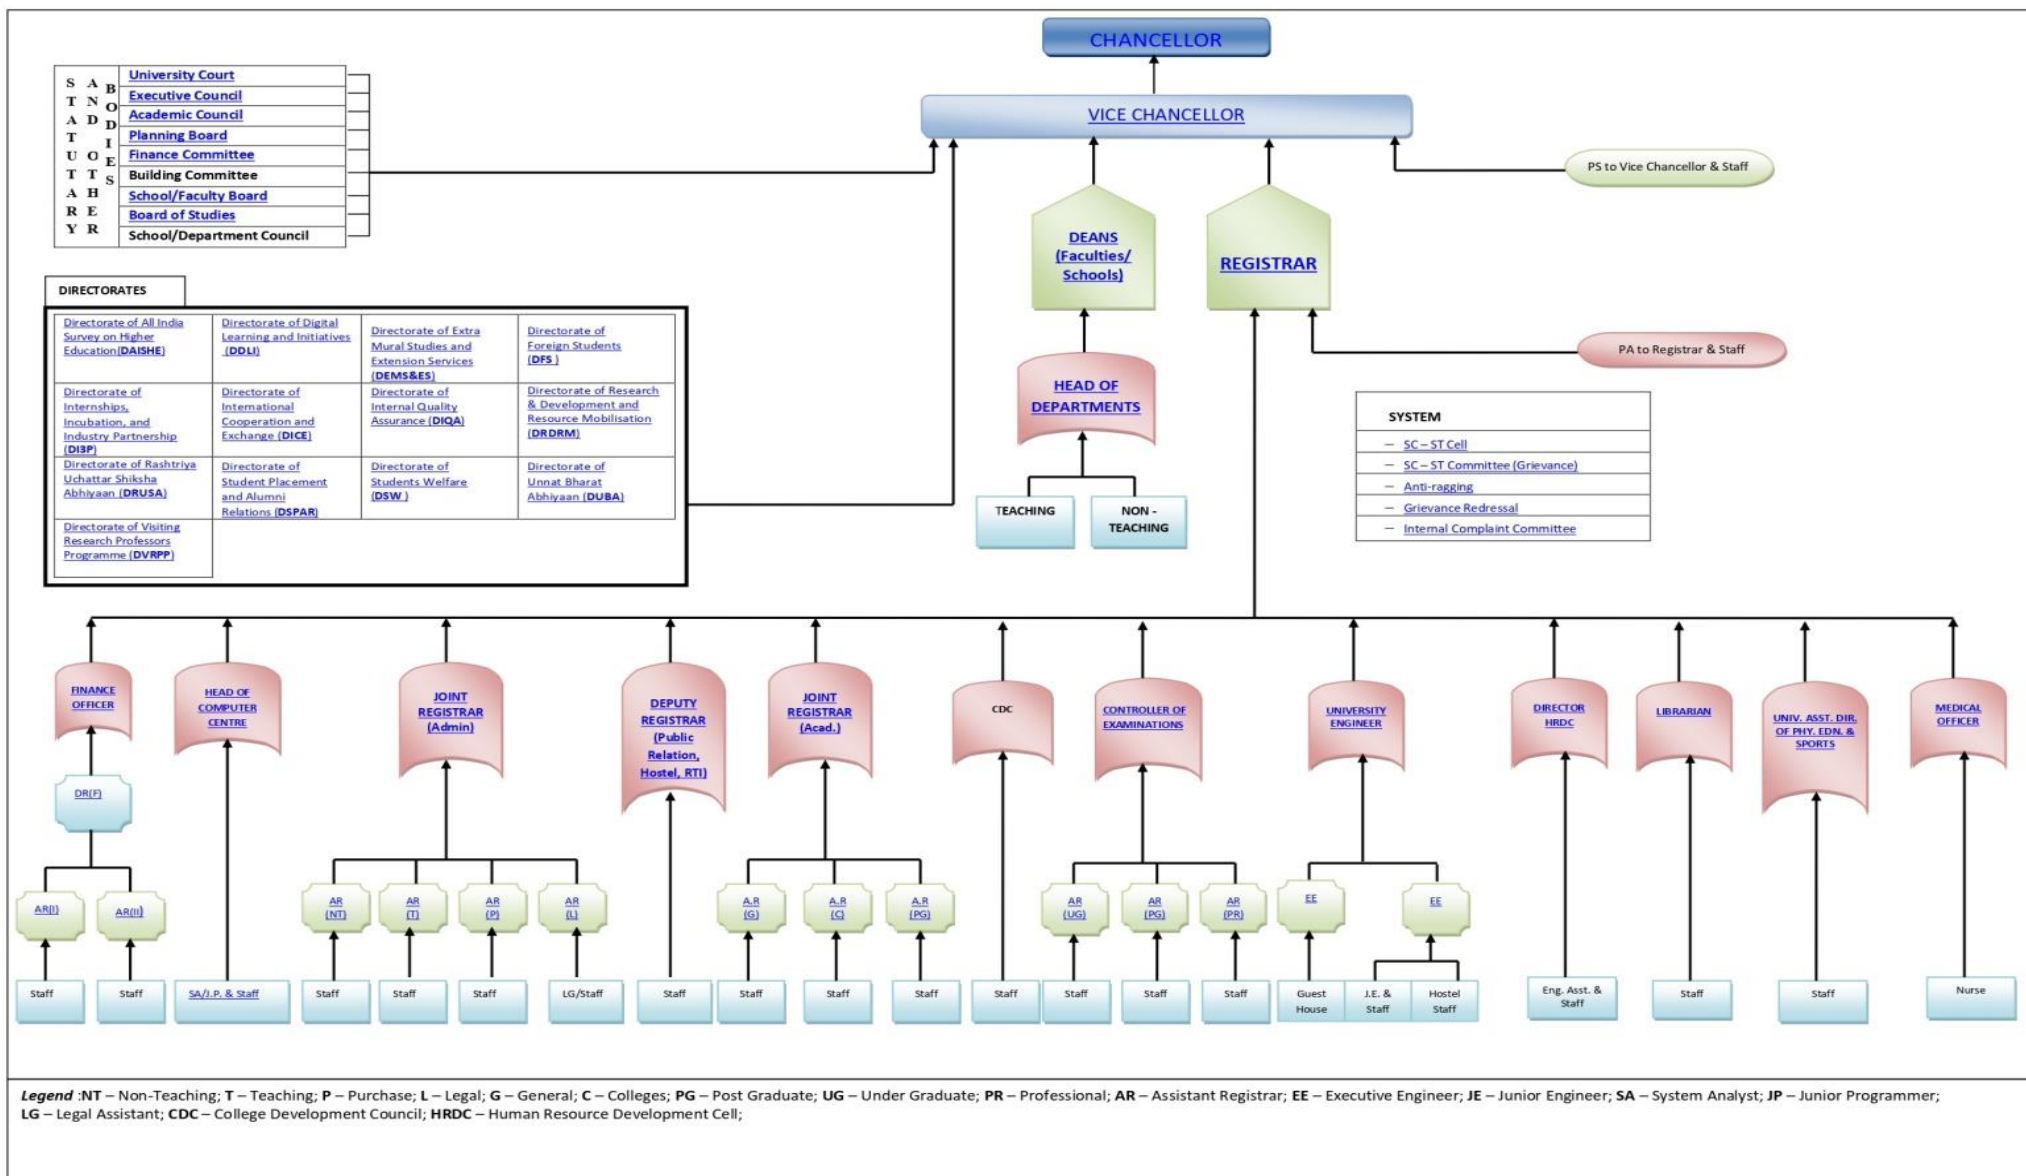 CHANCELLOR
VICE CHANCELLOR
STATUTARY AND OTHER BODIES
University Court
Executive Council
Academic Council
Planning Board
Finance Committee
Building Committee
School/Faculty Board
Board of Studies
School/Department Council
PS to Vice Chancellor & Staff
DEANS
(Faculties/
Schools)
REGISTRAR
PA to Registrar & Staff
HEAD OF
DEPARTMENTS
TEACHING
NON -
TEACHING
DIRECTORATES
Directorate of All India
Survey on Higher
Education(DAISHE)
Directorate of Digital
Learning and Initiatives
(DDLI)
Directorate of Extra
Mural Studies and
Extension Services
(DEMS&ES)
Directorate of
Foreign Students
(DFS )
Directorate of
Internships,
Incubation, and
Industry Partnership
(DI3P)
Directorate of
International
Cooperation and
Exchange (DICE)
Directorate of
Internal Quality
Assurance (DIQA)
Directorate of Research
& Development and
Resource Mobilisation
(DRDRM)
Directorate of Rashtriya
Uchattar Shiksha
Abhiyaan (DRUSA)
Directorate of
Student Placement
and Alumni
Relations (DSPAR)
Directorate of
Students Welfare
(DSW )
Directorate of
Unnat Bharat
Abhiyaan (DUBA)
Directorate of Visiting
Research Professors
Programme (DVRPP)
SYSTEM
– SC – ST Cell
– SC – ST Committee (Grievance)
– Anti-ragging
– Grievance Redressal
– Internal Complaint Committee
FINANCE
OFFICER
HEAD OF
COMPUTER
CENTRE
JOINT
REGISTRAR
(Admin)
DEPUTY
REGISTRAR
(Public
Relation,
Hostel, RTI)
JOINT
REGISTRAR
(Acad.)
CDC
CONTROLLER OF
EXAMINATIONS
UNIVERSITY
ENGINEER
DIRECTOR
HRDC
LIBRARIAN
UNIV. ASST. DIR.
OF PHY. EDN. &
SPORTS
MEDICAL
OFFICER
DR(F)
AR(I)
AR(II)
AR
(NT)
AR
(T)
AR
(P)
AR
(L)
A.R
(G)
A.R
(C)
A.R
(PG)
AR
(UG)
AR
(PG)
AR
(PR)
EE
EE
Staff
Staff
SA/J.P. & Staff
Staff
Staff
Staff
LG/Staff
Staff
Staff
Staff
Staff
Staff
Staff
Staff
Staff
Guest
House
J.E. &
Staff
Hostel
Staff
Eng. Asst. &
Staff
Staff
Staff
Nurse
Legend :NT – Non-Teaching; T – Teaching; P – Purchase; L – Legal; G – General; C – Colleges; PG – Post Graduate; UG – Under Graduate; PR – Professional; AR – Assistant Registrar; EE – Executive Engineer; JE – Junior Engineer; SA – System Analyst; JP – Junior Programmer;
LG – Legal Assistant; CDC – College Development Council; HRDC – Human Resource Development Cell;